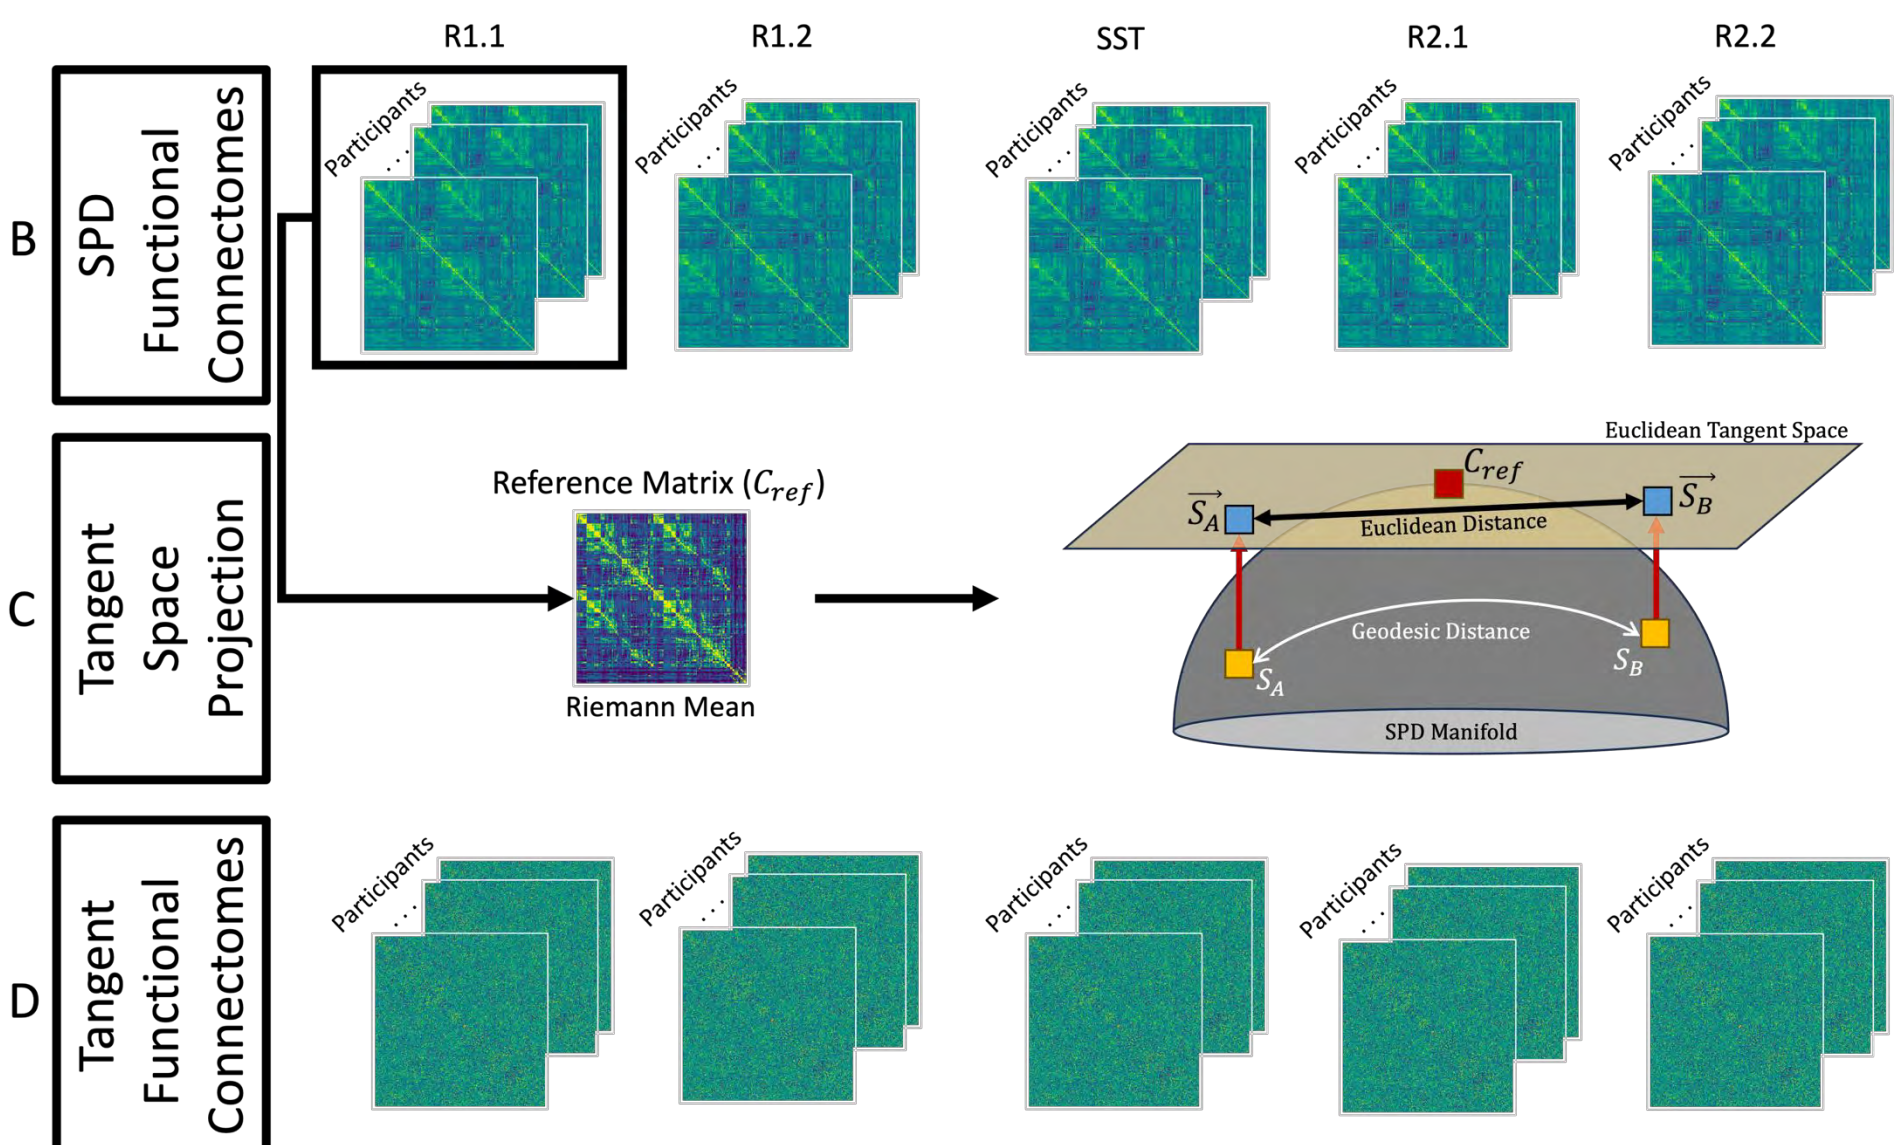 R1.1
R1.2
SST
R2.1
R2.2
B
SPD
Functional
Connectomes
Participants
...
Participants
...
Participants
...
Participants
...
Participants
...
C
Tangent
Space
Projection
Reference Matrix (C_ref)
Riemann Mean
Euclidean Tangent Space
C_ref
S_A
S_B
Euclidean Distance
Geodesic Distance
S_A
S_B
SPD Manifold
D
Tangent
Functional
Connectomes
Participants
...
Participants
...
Participants
...
Participants
...
Participants
...